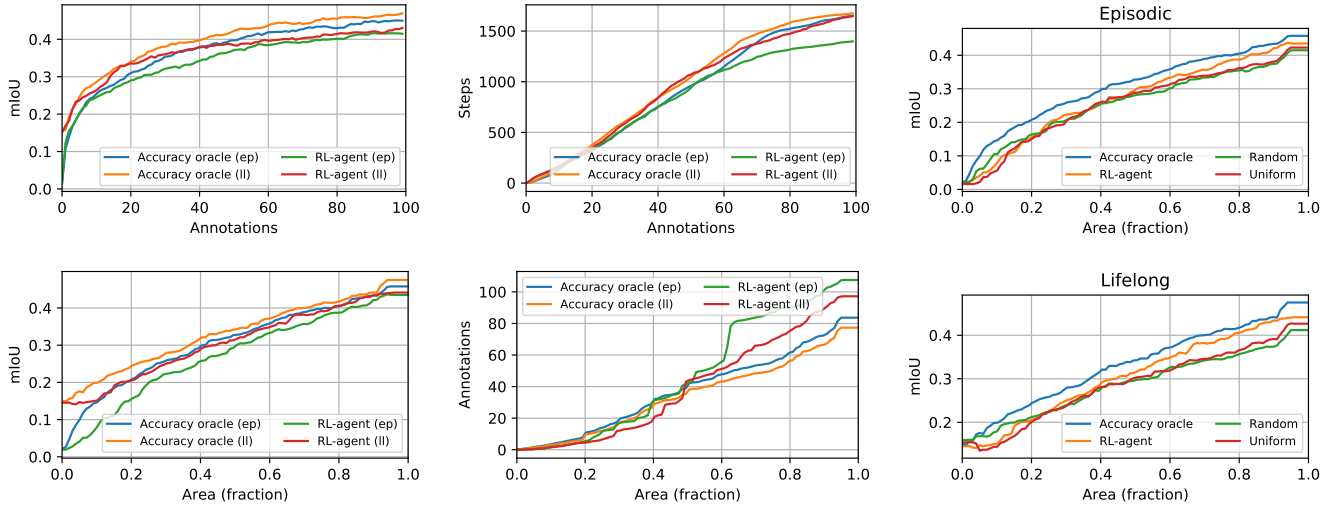 mIoU
0.4
0.3
0.2
0.1
0.0
Accuracy oracle (ep)
Accuracy oracle (ll)
RL-agent (ep)
RL-agent (ll)
0 20 40 60 80 100
Annotations
Steps
1500
1000
500
0
Accuracy oracle (ep)
Accuracy oracle (ll)
RL-agent (ep)
RL-agent (ll)
0 20 40 60 80 100
Annotations
Episodic
mIoU
0.4
0.3
0.2
0.1
0.0
Accuracy oracle
RL-agent
Random
Uniform
0.0 0.2 0.4 0.6 0.8 1.0
Area (fraction)
mIoU
0.4
0.3
0.2
0.1
0.0
Accuracy oracle (ep)
Accuracy oracle (ll)
RL-agent (ep)
RL-agent (ll)
0.0 0.2 0.4 0.6 0.8 1.0
Area (fraction)
Annotations
100
80
60
40
20
0
Accuracy oracle (ep)
Accuracy oracle (ll)
RL-agent (ep)
RL-agent (ll)
0.0 0.2 0.4 0.6 0.8 1.0
Area (fraction)
Lifelong
mIoU
0.4
0.3
0.2
Accuracy oracle
RL-agent
Random
Uniform
0.0 0.2 0.4 0.6 0.8 1.0
Area (fraction)